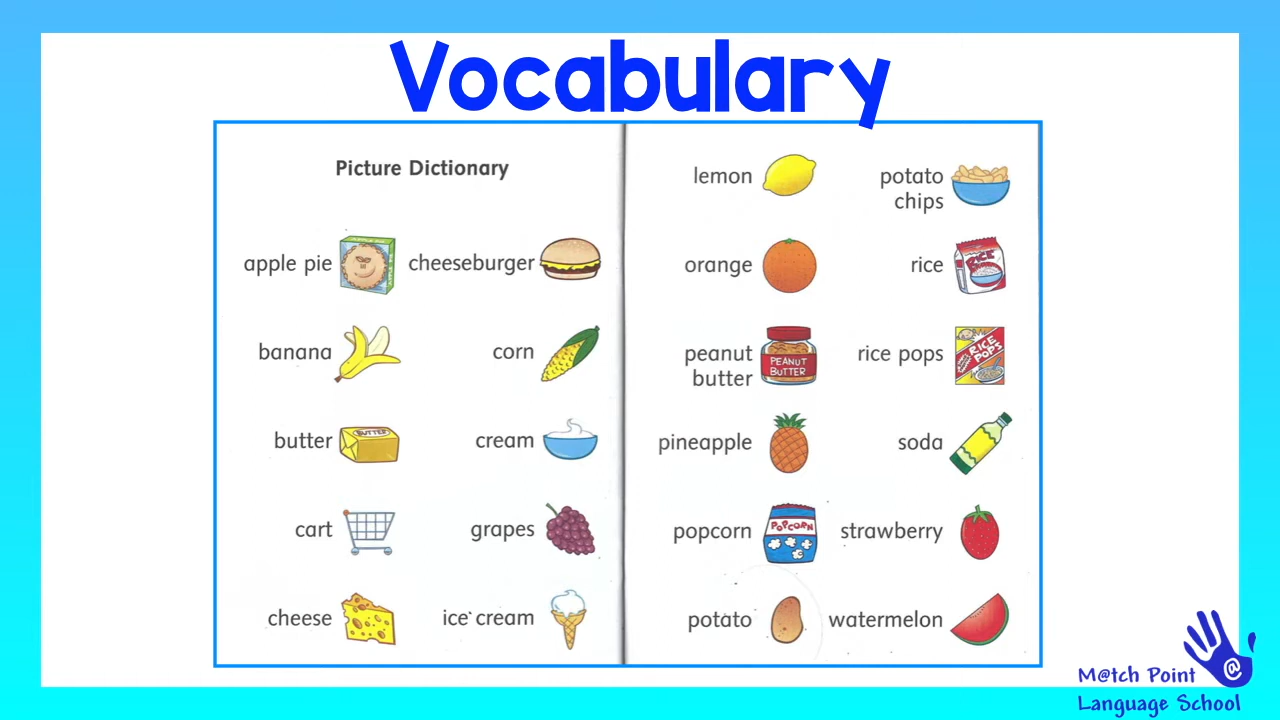 Vocabulary
Picture Dictionary
apple pie
banana
butter
BUTTER
cart
cheese
cheeseburger
corn
cream
grapes
ice cream
lemon
orange
peanut
butter
PEANUT
BUTTER
pineapple
popcorn
POPCORN
potato
potato
chips
rice
RICE
rice pops
RICE
POPS
soda
strawberry
watermelon
M@tch Point
Language School
@